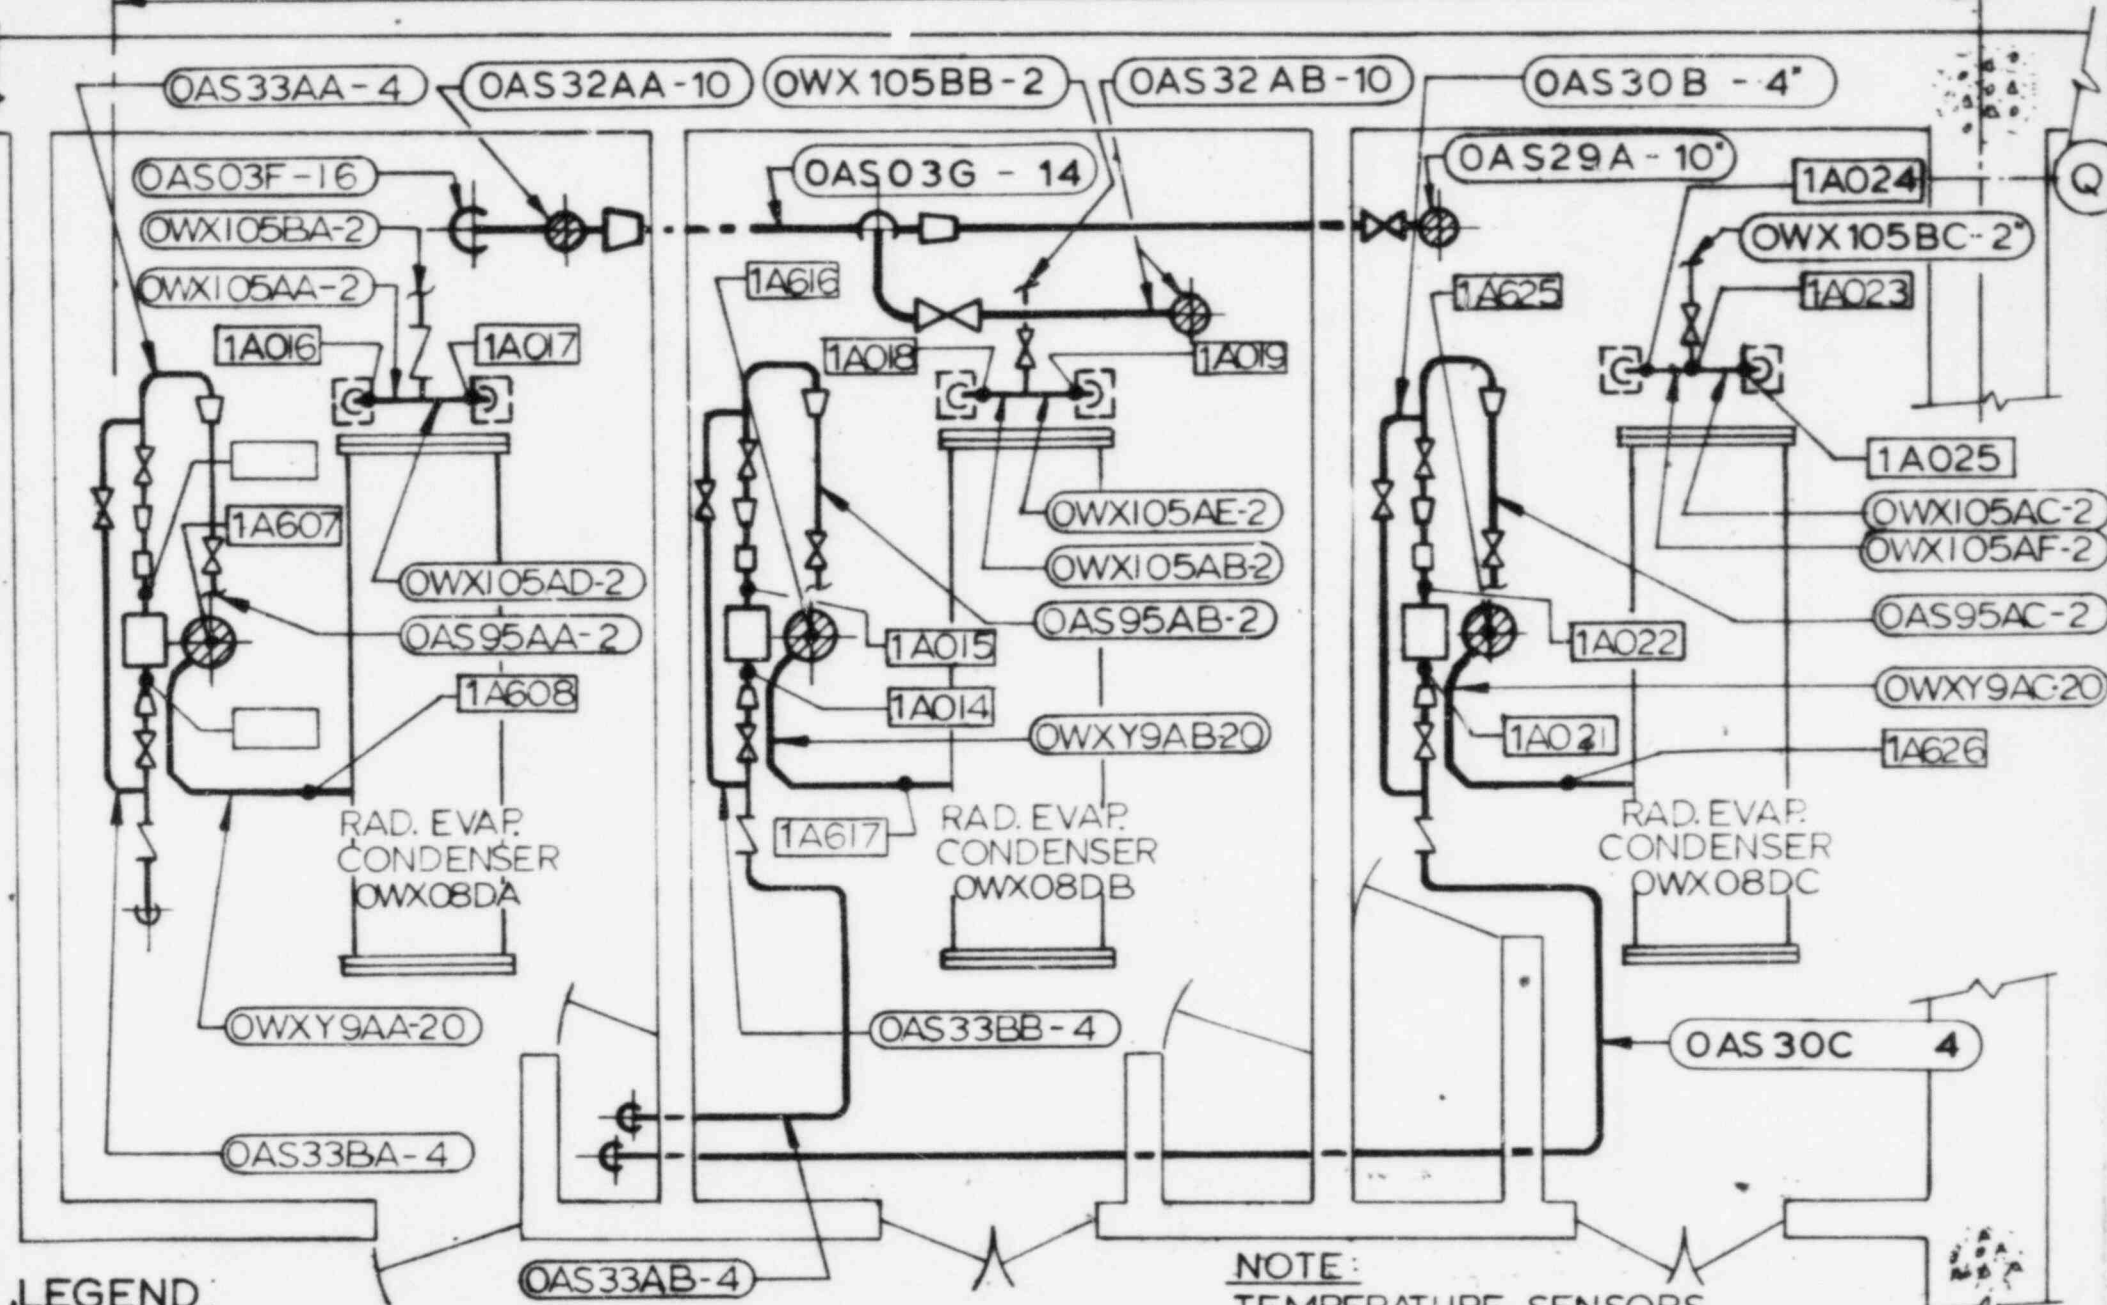 0AS33AA-4
0AS32AA-10
0WX105BB-2
0AS32AB-10
0AS30B - 4"
0AS03F-16
0AS03G - 14
0AS29A-10"
1A024
Q
0WX105BA-2
0WX105BC-2"
0WX105AA-2
1A616
1A625
1A023
1A016
1A017
1A018
1A019
1A025
1A607
0WX105AE-2
0WX105AC-2
0WX105AF-2
0WX105AD-2
0WX105AB-2
0AS95AA-2
0AS95AB-2
0AS95AC-2
1A015
1A022
1A608
1A014
0WXY9AC-20
0WXY9AB20
1A021
1A626
RAD. EVAP.
CONDENSER
0WX08DA
1A617
RAD. EVAP.
CONDENSER
0WX08DB
RAD. EVAP.
CONDENSER
0WX08DC
0WXY9AA-20
0AS33BB-4
0AS30C 4
0AS33BA-4
0AS33AB-4
NOTE:
TEMPERATURE SENSORS
LEGEND